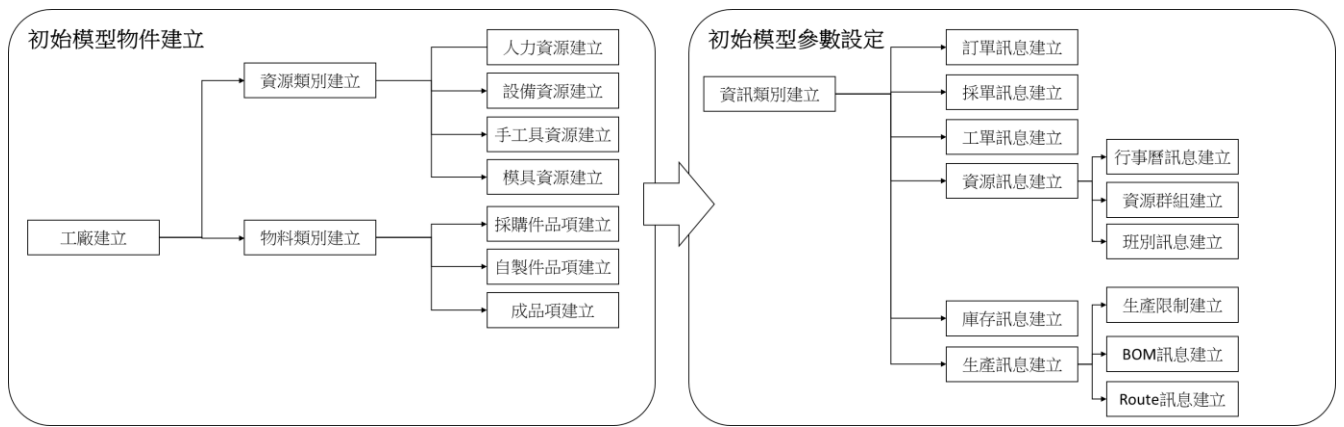 初始模型物件建立
工廠建立
資源類別建立
人力資源建立
設備資源建立
手工具資源建立
模具資源建立
物料類別建立
採購件品項建立
自製件品項建立
成品項建立
初始模型參數設定
資訊類別建立
訂單訊息建立
採單訊息建立
工單訊息建立
資源訊息建立
行事曆訊息建立
資源群組建立
班別訊息建立
庫存訊息建立
生產訊息建立
生產限制建立
BOM訊息建立
Route訊息建立